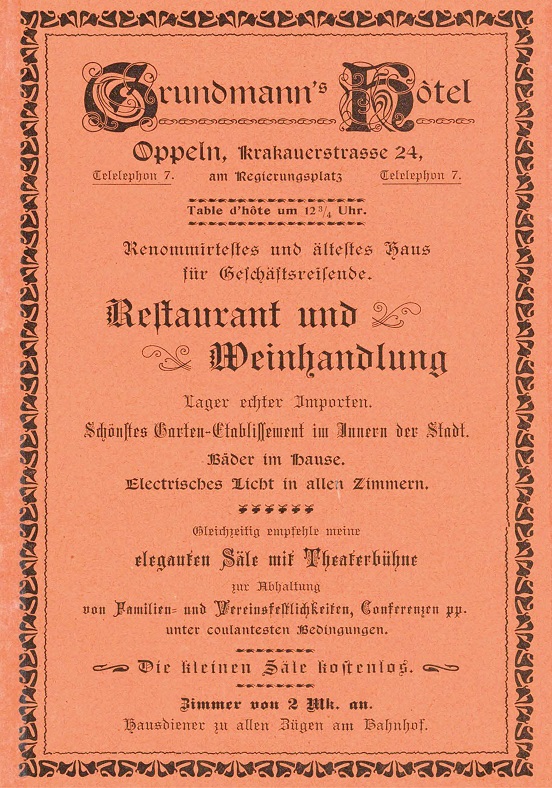 Grundmann's Hôtel
Oppeln, Krakauerstrasse 24,
Telelephon 7. am Regierungsplatz Telelephon 7.
Table d'hôte um 12 3/4 Uhr.
Renommirtestes und ältestes Haus
für Geschäftsreisende.
Restaurant und
Weinhandlung
Lager echter Importen.
Schönstes Garten-Etablissement im Innern der Stadt.
Bäder im Hause.
Electrisches Licht in allen Zimmern.
Gleichzeitig empfehle meine
eleganten Säle mit Theaterbühne
zur Abhaltung
von Familien- und Vereinsfestlichkeiten, Conferenzen pp.
unter coulantesten Bedingungen.
Die kleinen Säle kostenlos.
Zimmer von 2 Mk. an.
Hausdiener zu allen Zügen am Bahnhof.